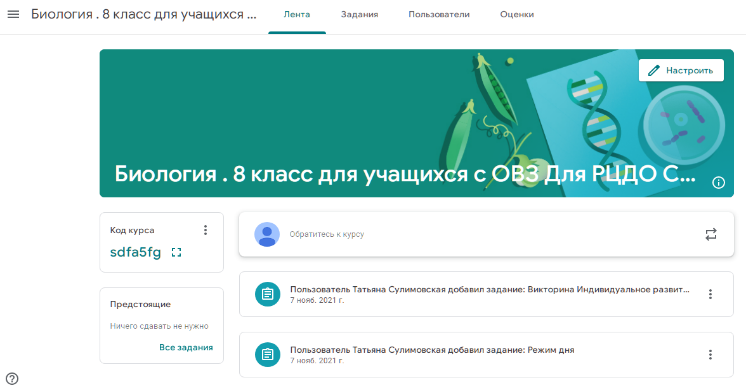 Биология . 8 класс для учащихся ...
Лента
Задания
Пользователи
Оценки
Настроить
Биология . 8 класс для учащихся с ОВЗ Для РЦДО С...
Код курса
sdfa5fg
Обратитесь к курсу
Пользователь Татьяна Сулимовская добавил задание: Викторина Индивидуальное развит...
7 нояб. 2021 г.
Предстоящие
Ничего сдавать не нужно
Все задания
Пользователь Татьяна Сулимовская добавил задание: Режим дня
7 нояб. 2021 г.